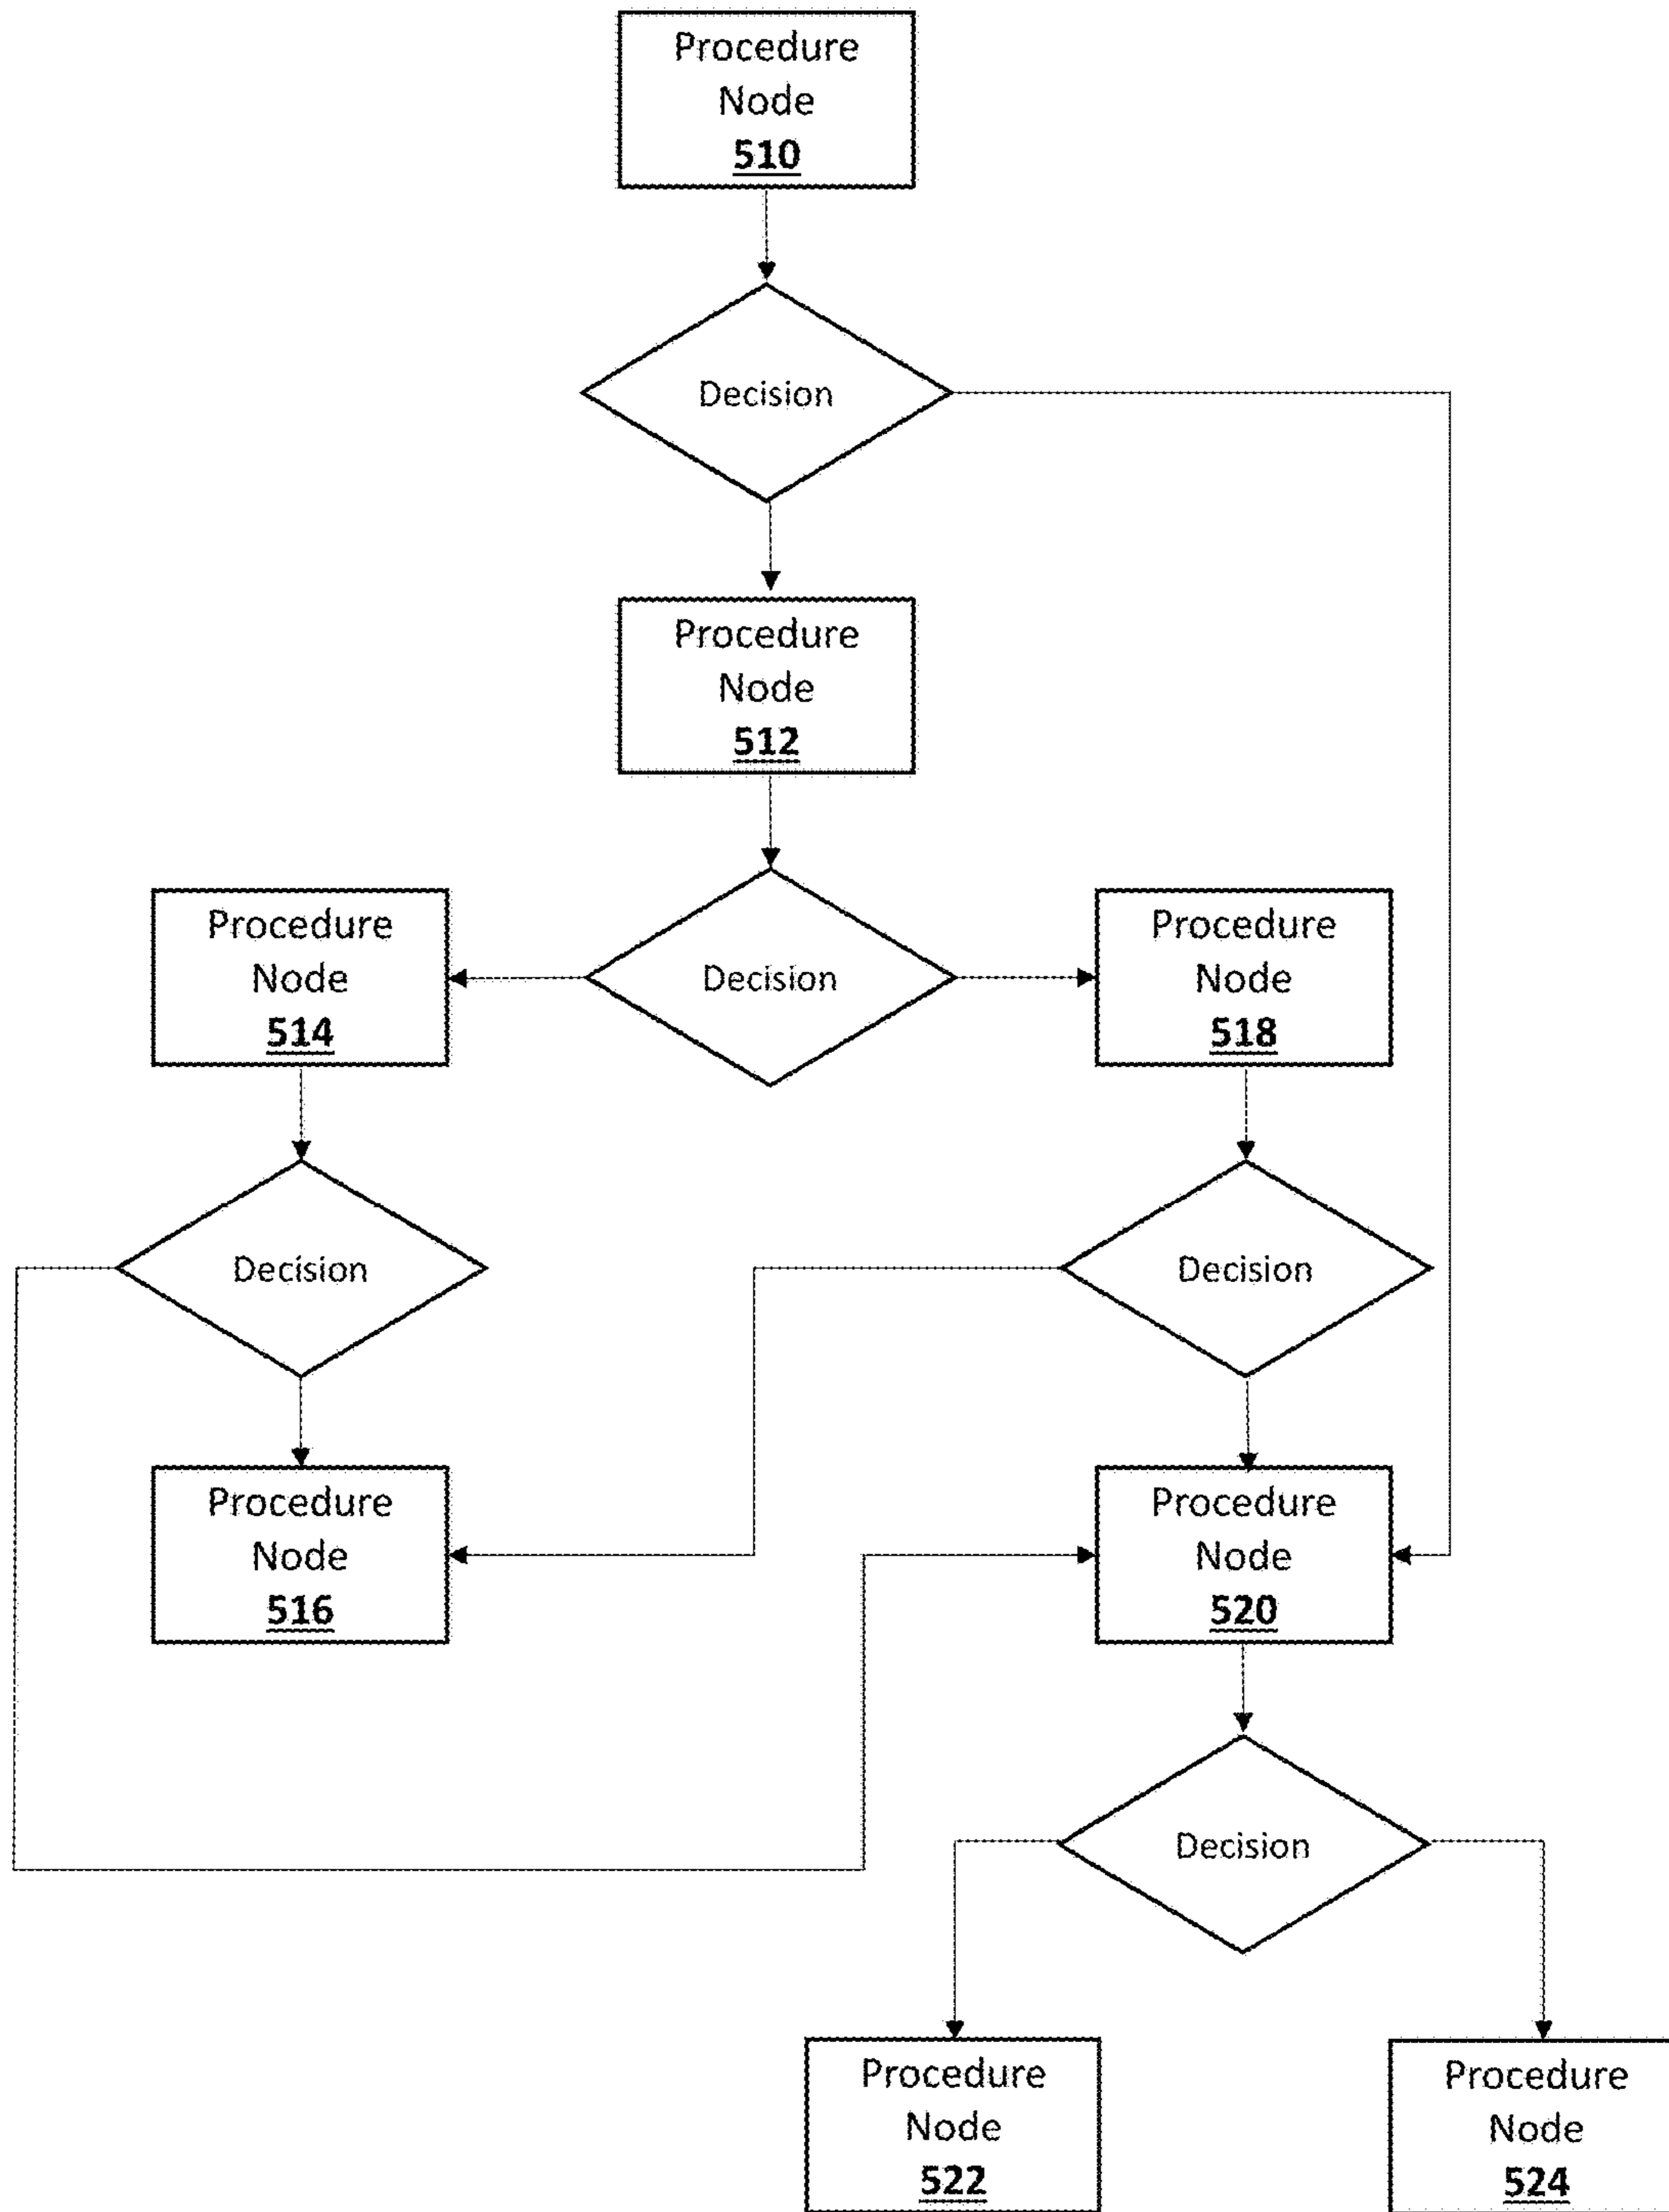 Procedure
Node
510
Decision
Procedure
Node
512
Procedure
Node
514
Decision
Procedure
Node
518
Decision
Decision
Procedure
Node
516
Procedure
Node
520
Decision
Procedure
Node
522
Procedure
Node
524